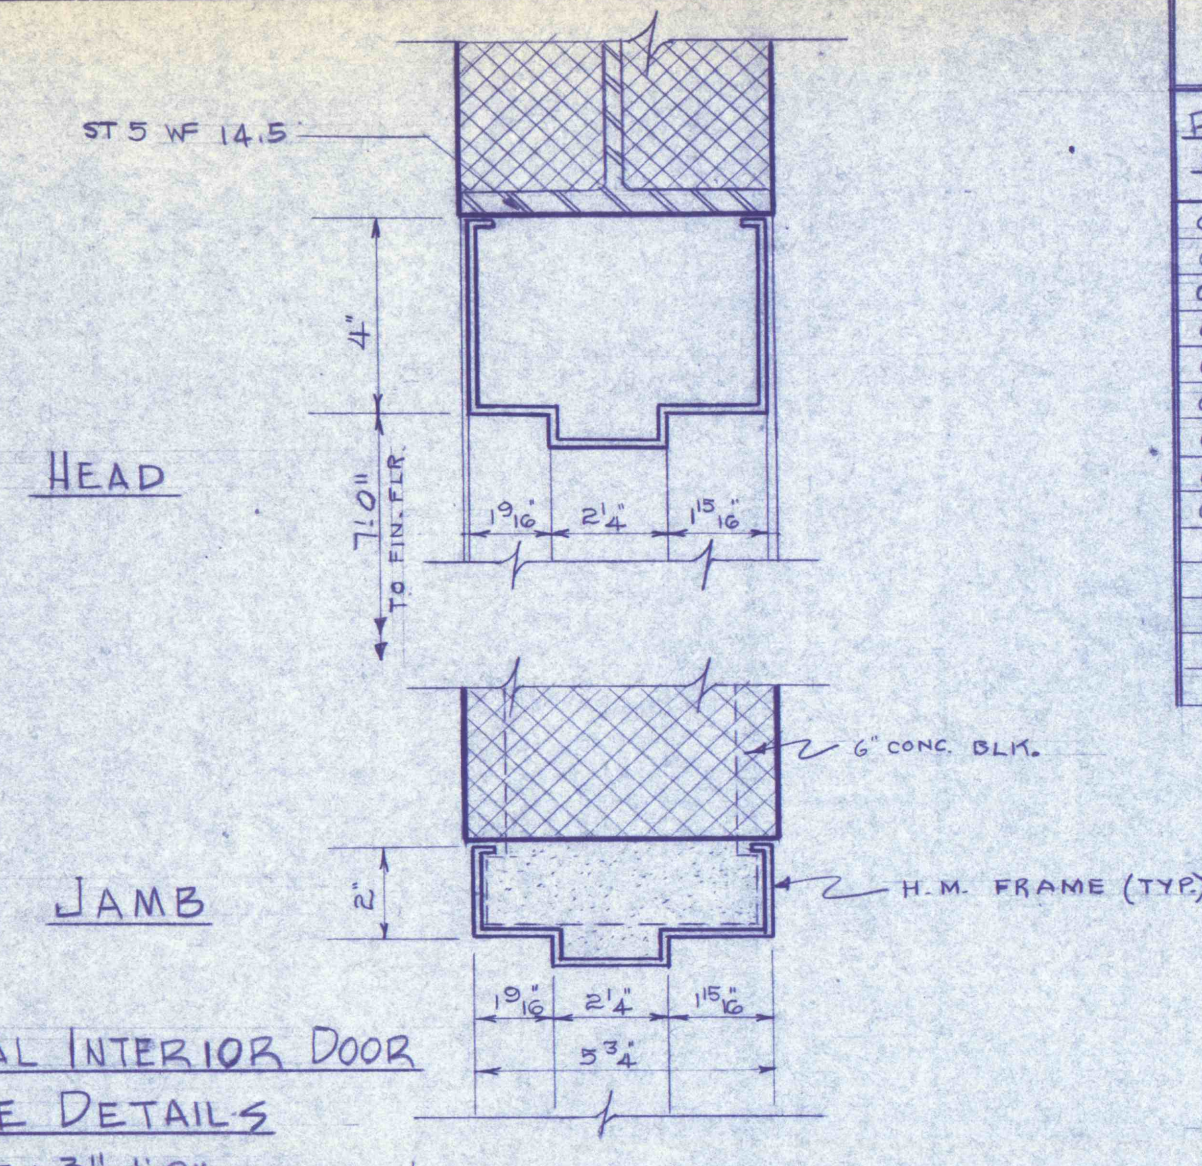 ST 5 WF 14.5
4"
HEAD
7'-0"
TO FIN. FLR.
1 9/16" 2 1/4" 1 15/16"
6" CONC. BLK.
2"
JAMB
H.M. FRAME (TYP.)
1 9/16" 2 1/4" 1 15/16"
5 3/4"
AL INTERIOR DOOR
E DETAILS